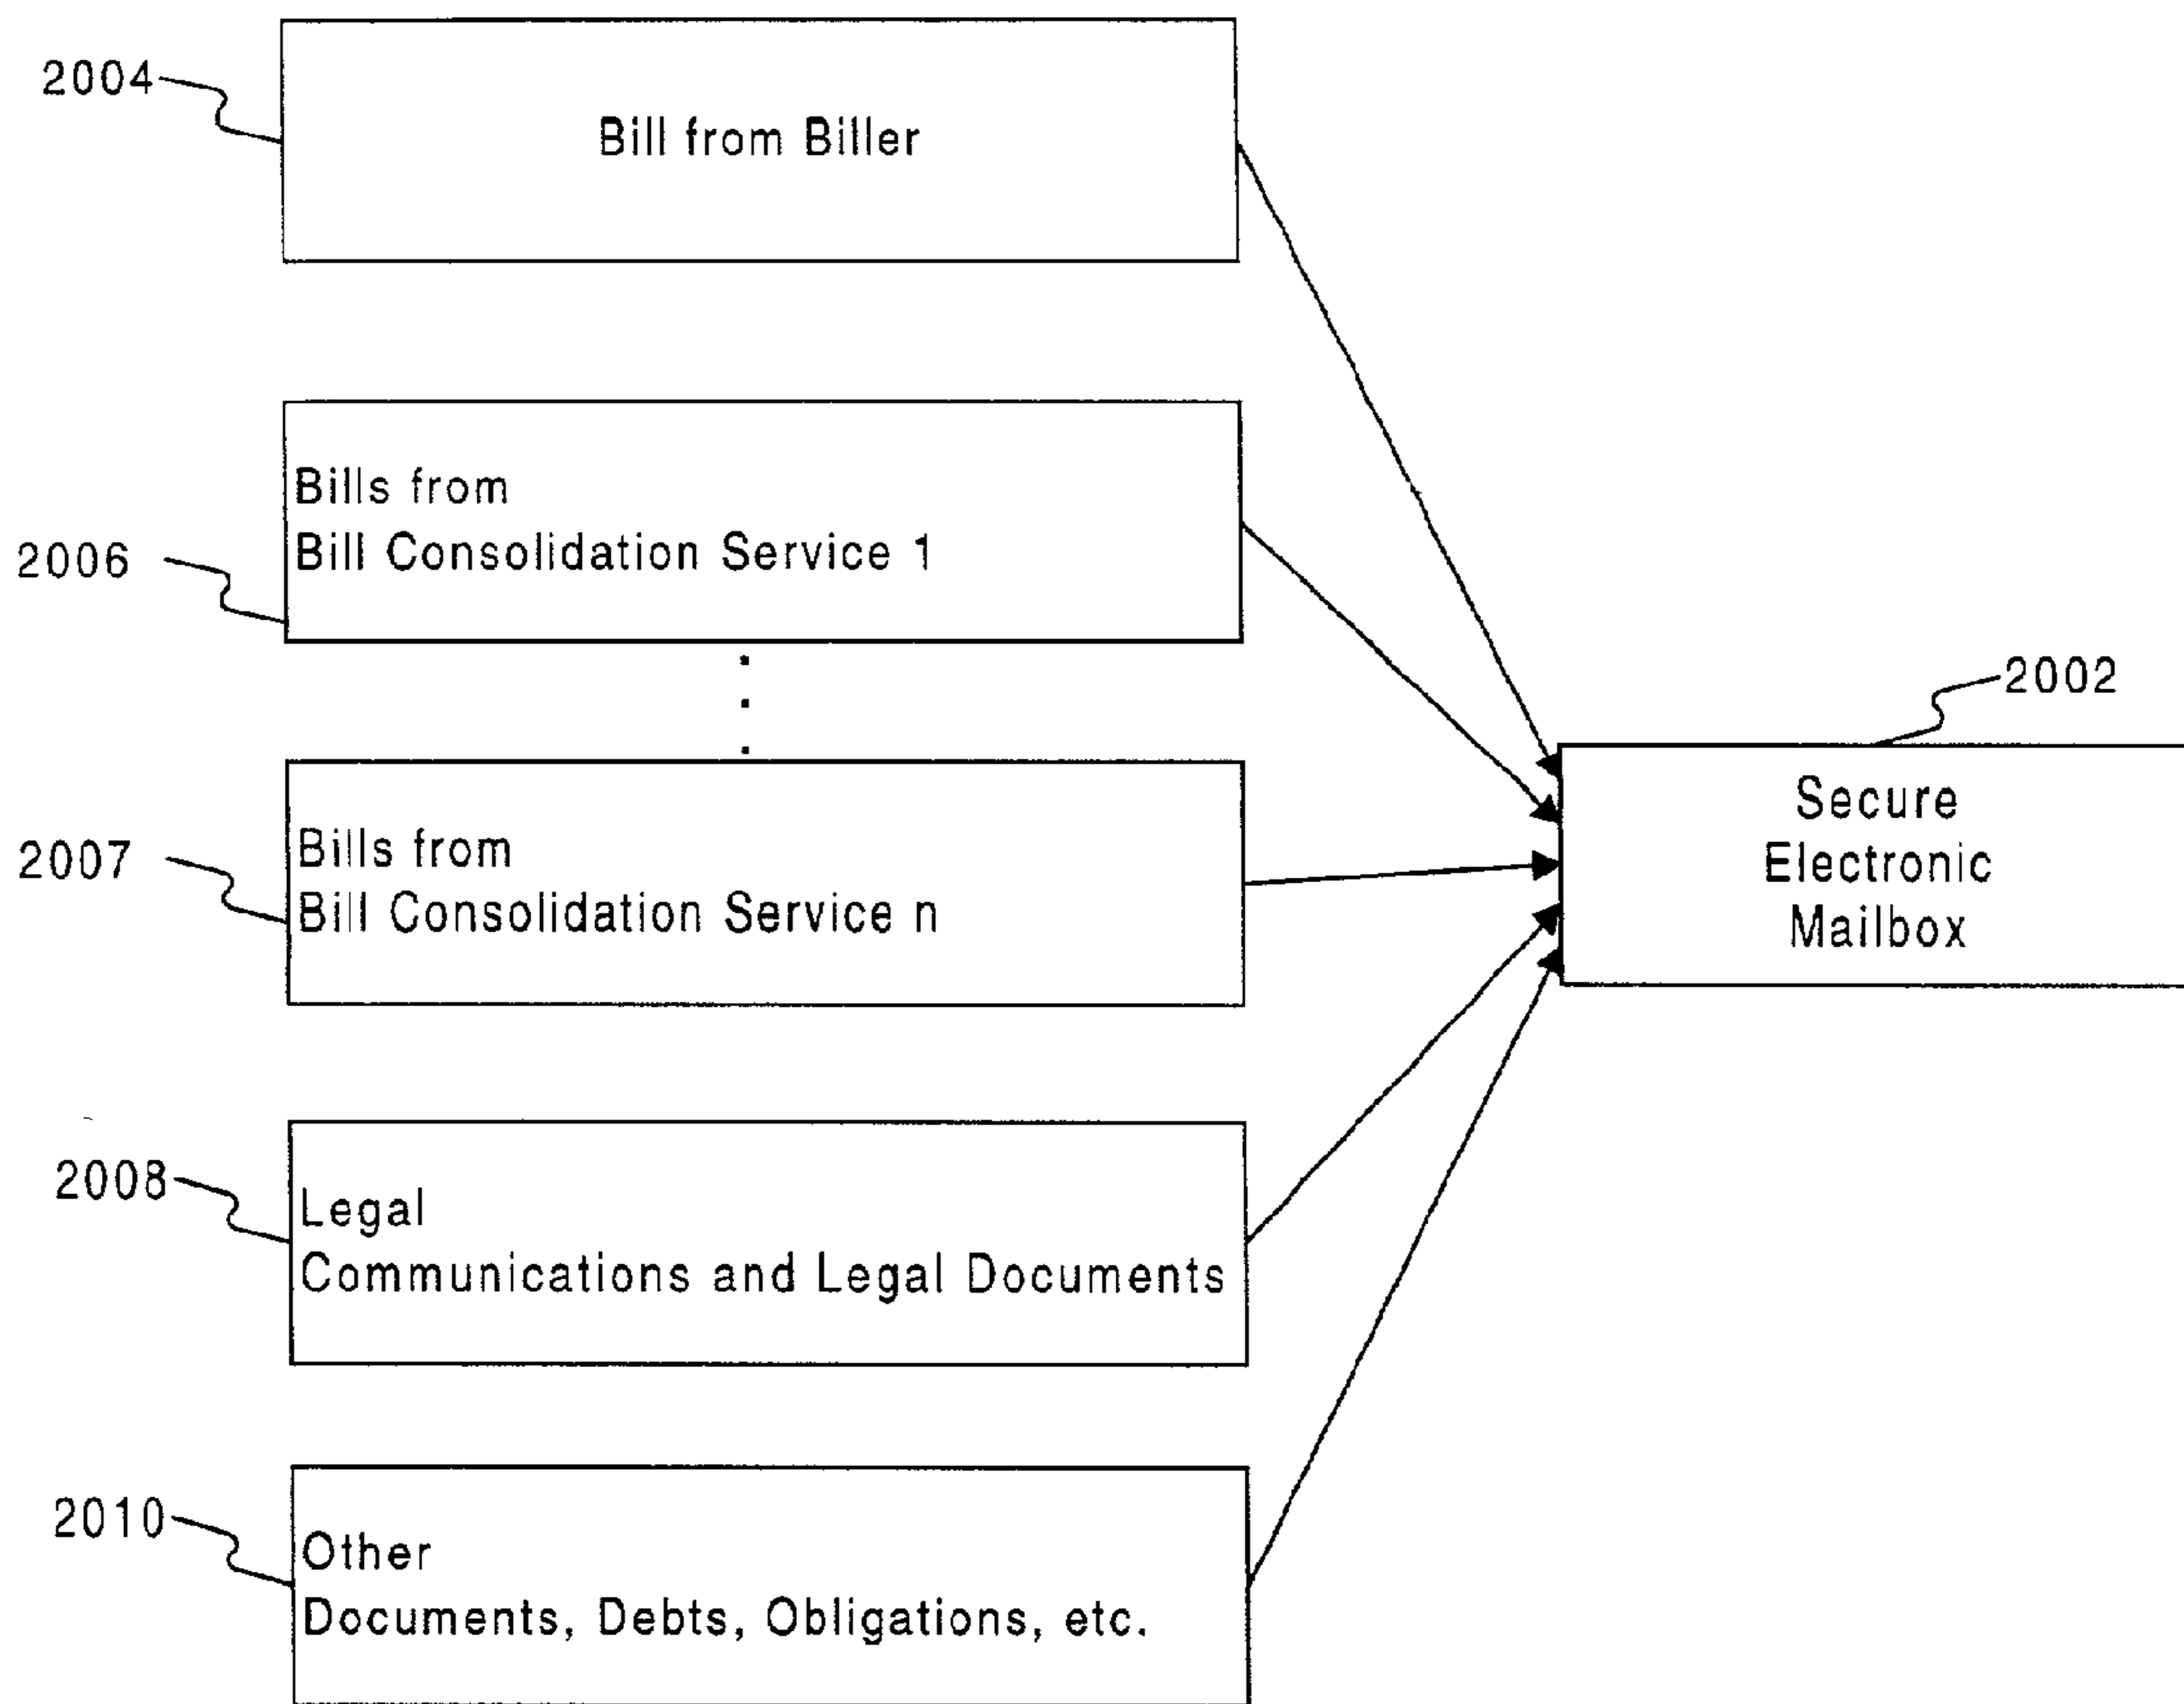 2004
Bill from Biller
Bills from
Bill Consolidation Service 1
2006
2002
Secure
Electronic
Mailbox
Bills from
2007
Bill Consolidation Service n
2008
Legal
Communications and Legal Documents
2010
Other
Documents, Debts, Obligations, etc.